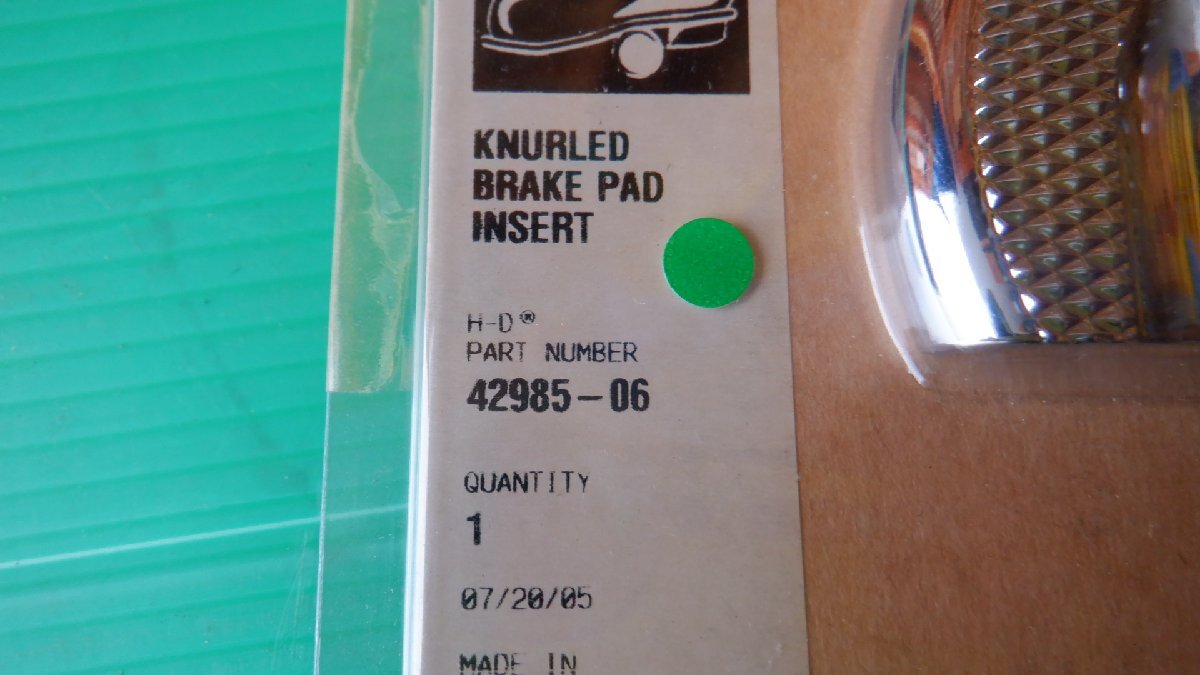 KNURLED
BRAKE PAD
INSERT
H-D®
PART NUMBER
42985-06
QUANTITY
1
07/20/05
MADE IN